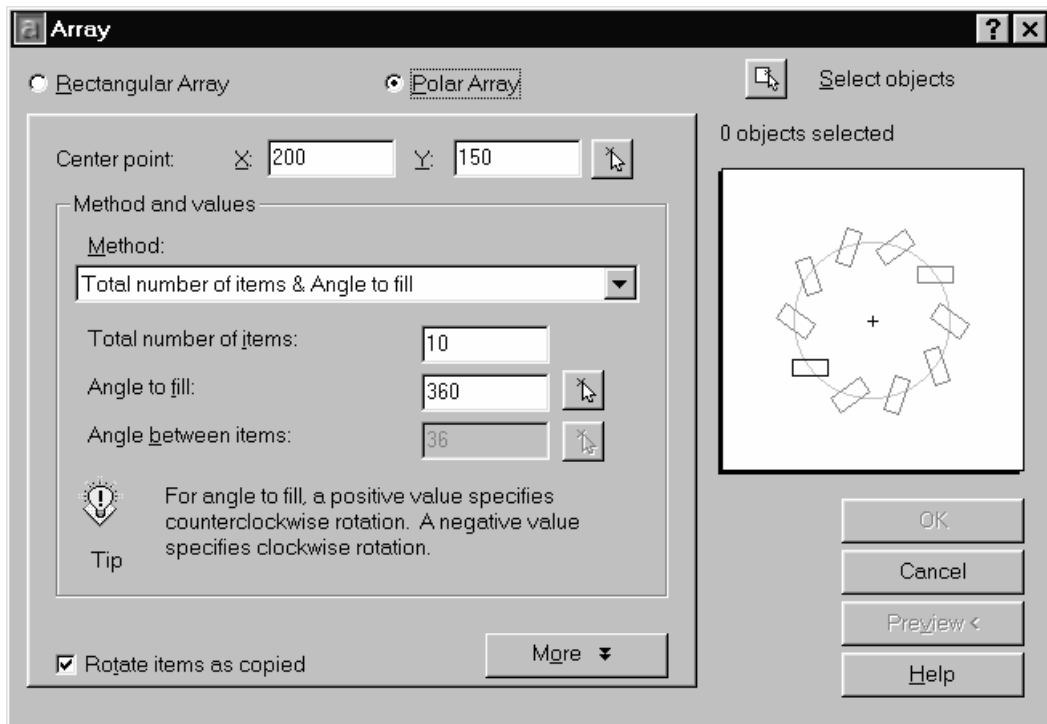 a Array
Rectangular Array Polar Array Select objects
0 objects selected
Center point: X: 200 Y: 150
Method and values
Method:
Total number of items & Angle to fill
Total number of items: 10
Angle to fill: 360
Angle between items: 36
For angle to fill, a positive value specifies
counterclockwise rotation. A negative value
specifies clockwise rotation.
Tip
OK
Cancel
Preview <
Help
Rotate items as copied More